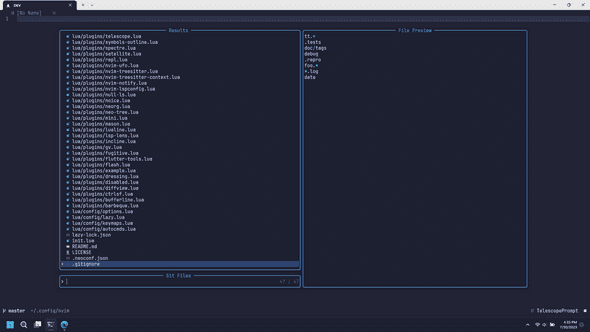 ENV
[No Name]
1
Results
lua/plugins/telescope.lua
lua/plugins/symbols-outline.lua
lua/plugins/spectre.lua
lua/plugins/satellite.lua
lua/plugins/repl.lua
lua/plugins/nvim-ufo.lua
lua/plugins/nvim-treesitter.lua
lua/plugins/nvim-treesitter-context.lua
lua/plugins/nvim-notify.lua
lua/plugins/nvim-lspconfig.lua
lua/plugins/null-ls.lua
lua/plugins/noice.lua
lua/plugins/neorg.lua
lua/plugins/neo-tree.lua
lua/plugins/mini.lua
lua/plugins/mason.lua
lua/plugins/lualine.lua
lua/plugins/lsp-lens.lua
lua/plugins/incline.lua
lua/plugins/gv.lua
lua/plugins/fugitive.lua
lua/plugins/flutter-tools.lua
lua/plugins/flash.lua
lua/plugins/example.lua
lua/plugins/dressing.lua
lua/plugins/disabled.lua
lua/plugins/diffview.lua
lua/plugins/ctrlsf.lua
lua/plugins/bufferline.lua
lua/plugins/barbeque.lua
lua/config/options.lua
lua/config/lazy.lua
lua/config/keymaps.lua
lua/config/autocmds.lua
lazy-lock.json
init.lua
README.md
LICENSE
.neoconf.json
.gitignore
Git Files
47 / 47
File Preview
tt.*
.tests
doc/tags
debug
.repro
foo.*
*.log
data
master ~/.config/nvim
TelescopePrompt
4:35 PM